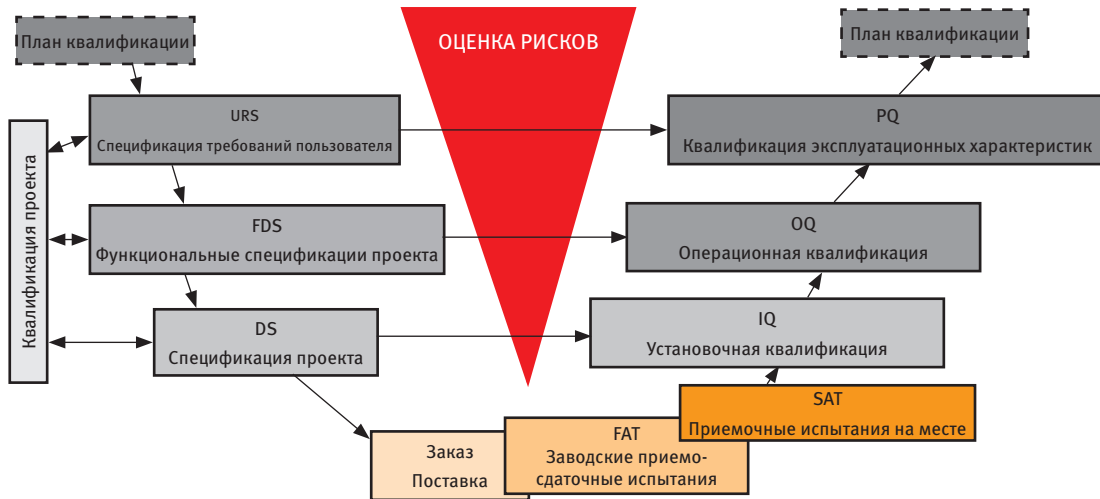 План квалификации
ОЦЕНКА РИСКОВ
План квалификации
URS
Спецификация требований пользователя
PQ
Квалификация эксплуатационных характеристик
Квалификация проекта
FDS
Функциональные спецификации проекта
OQ
Операционная квалификация
DS
Спецификация проекта
IQ
Установочная квалификация
SAT
Приемочные испытания на месте
Заказ
Поставка
FAT
Заводские приемо-
сдаточные испытания